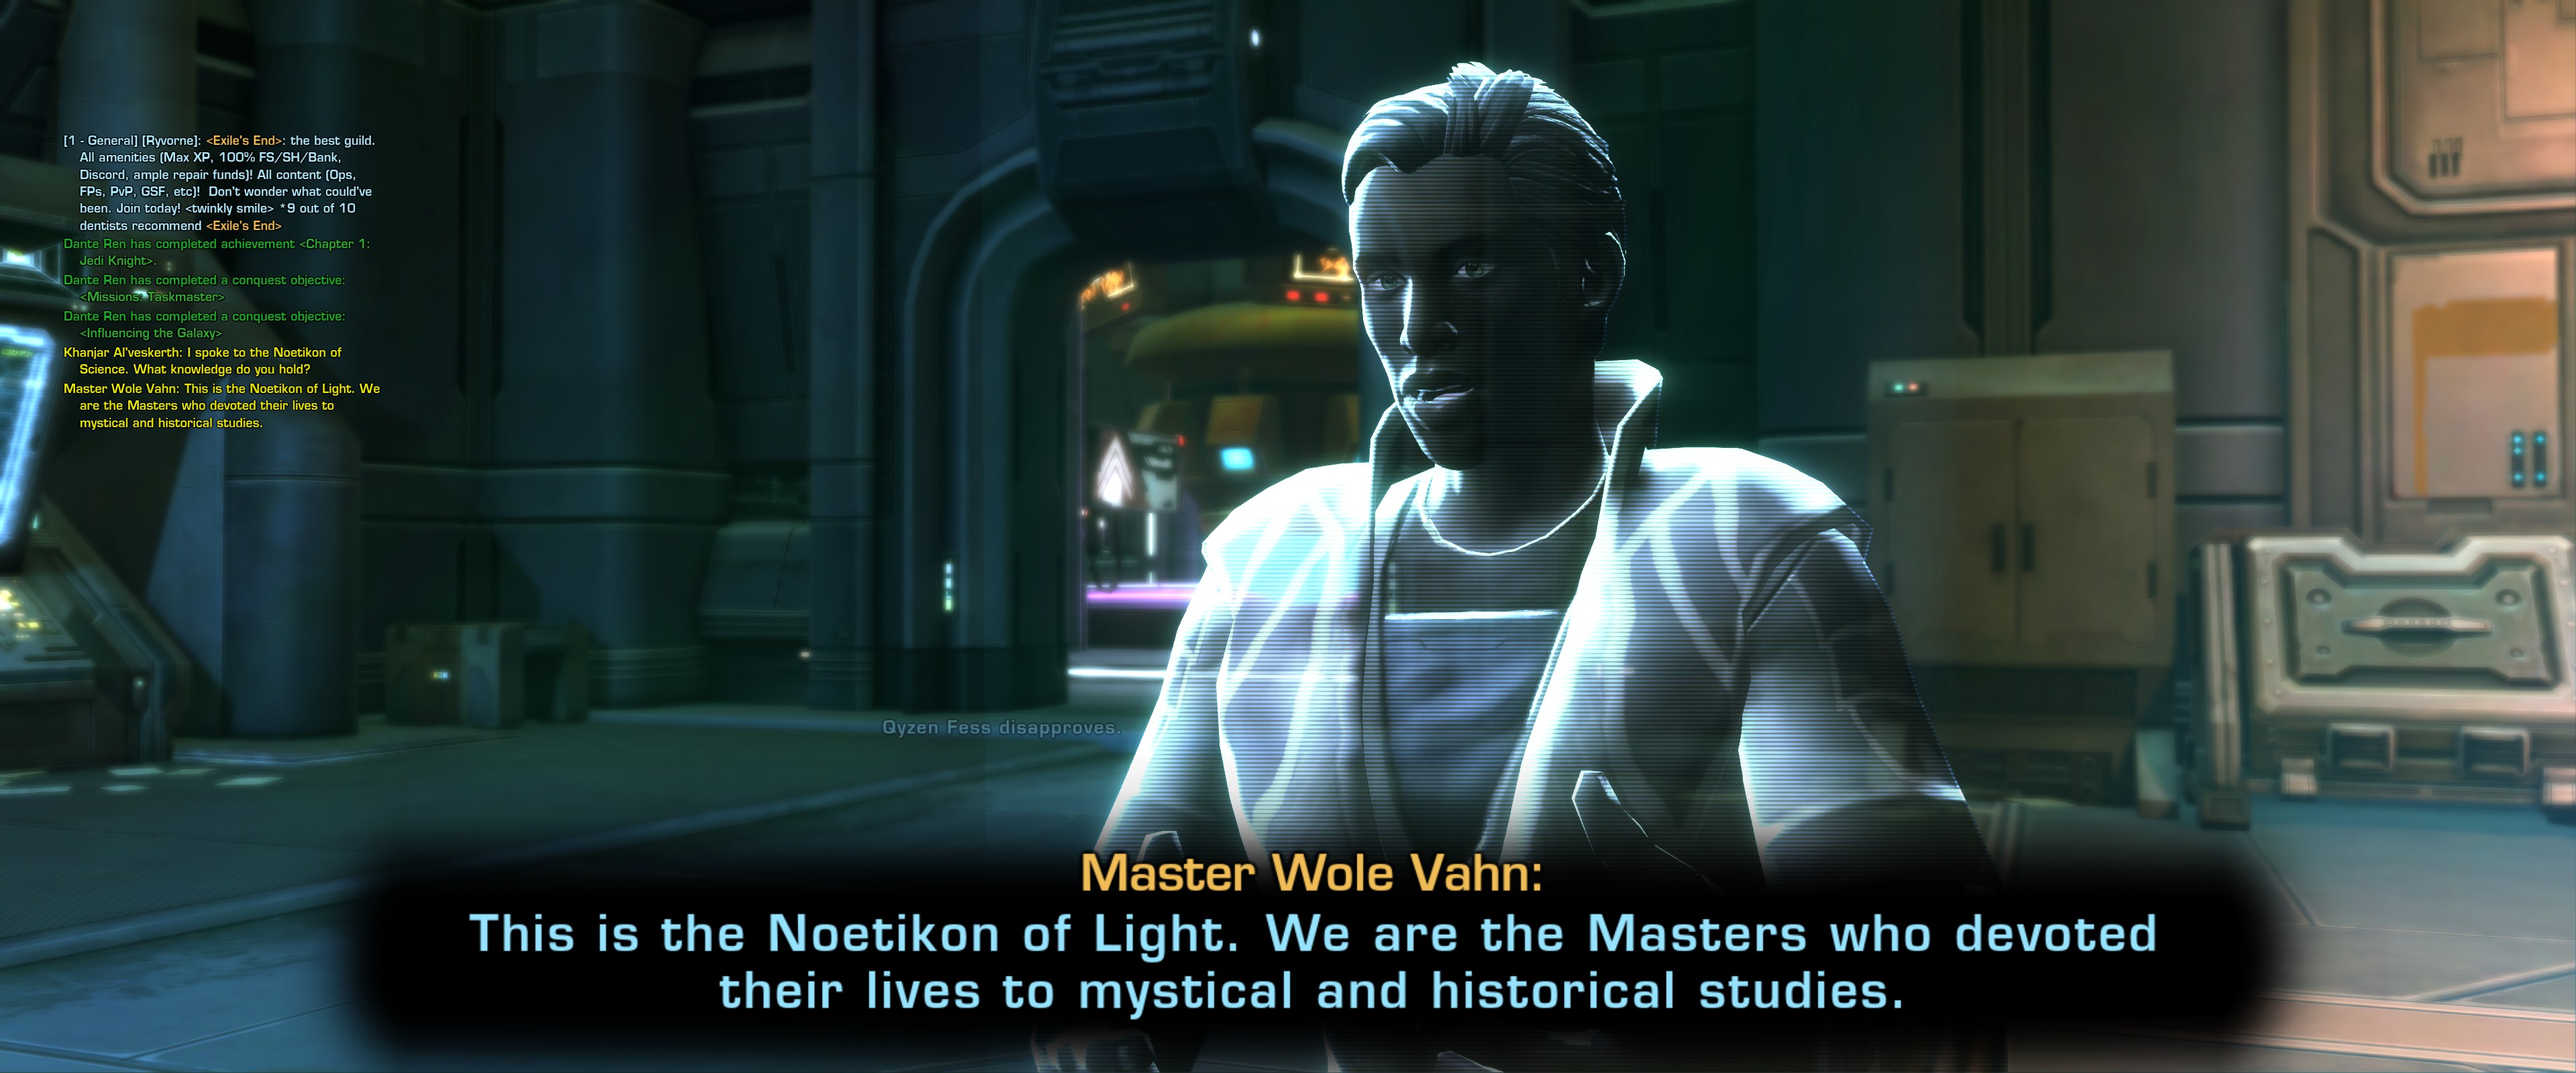 [1 - General] [Ryvorne]: <Exile's End>: the best guild.
All amenities (Max XP, 100% FS/SH/Bank,
Discord, ample repair funds)! All content (Ops,
FPs, PvP, GSF, etc)!  Don't wonder what could've
been. Join today! <twinkly smile> *9 out of 10
dentists recommend <Exile's End>
Dante Ren has completed achievement <Chapter 1:
Jedi Knight>.
Dante Ren has completed a conquest objective:
<Missions: Taskmaster>
Dante Ren has completed a conquest objective:
<Influencing the Galaxy>
Khanjar Al'veskerth: I spoke to the Noetikon of
Science. What knowledge do you hold?
Master Wole Vahn: This is the Noetikon of Light. We
are the Masters who devoted their lives to
mystical and historical studies.
Qyzen Fess disapproves.
Master Wole Vahn:
This is the Noetikon of Light. We are the Masters who devoted
their lives to mystical and historical studies.